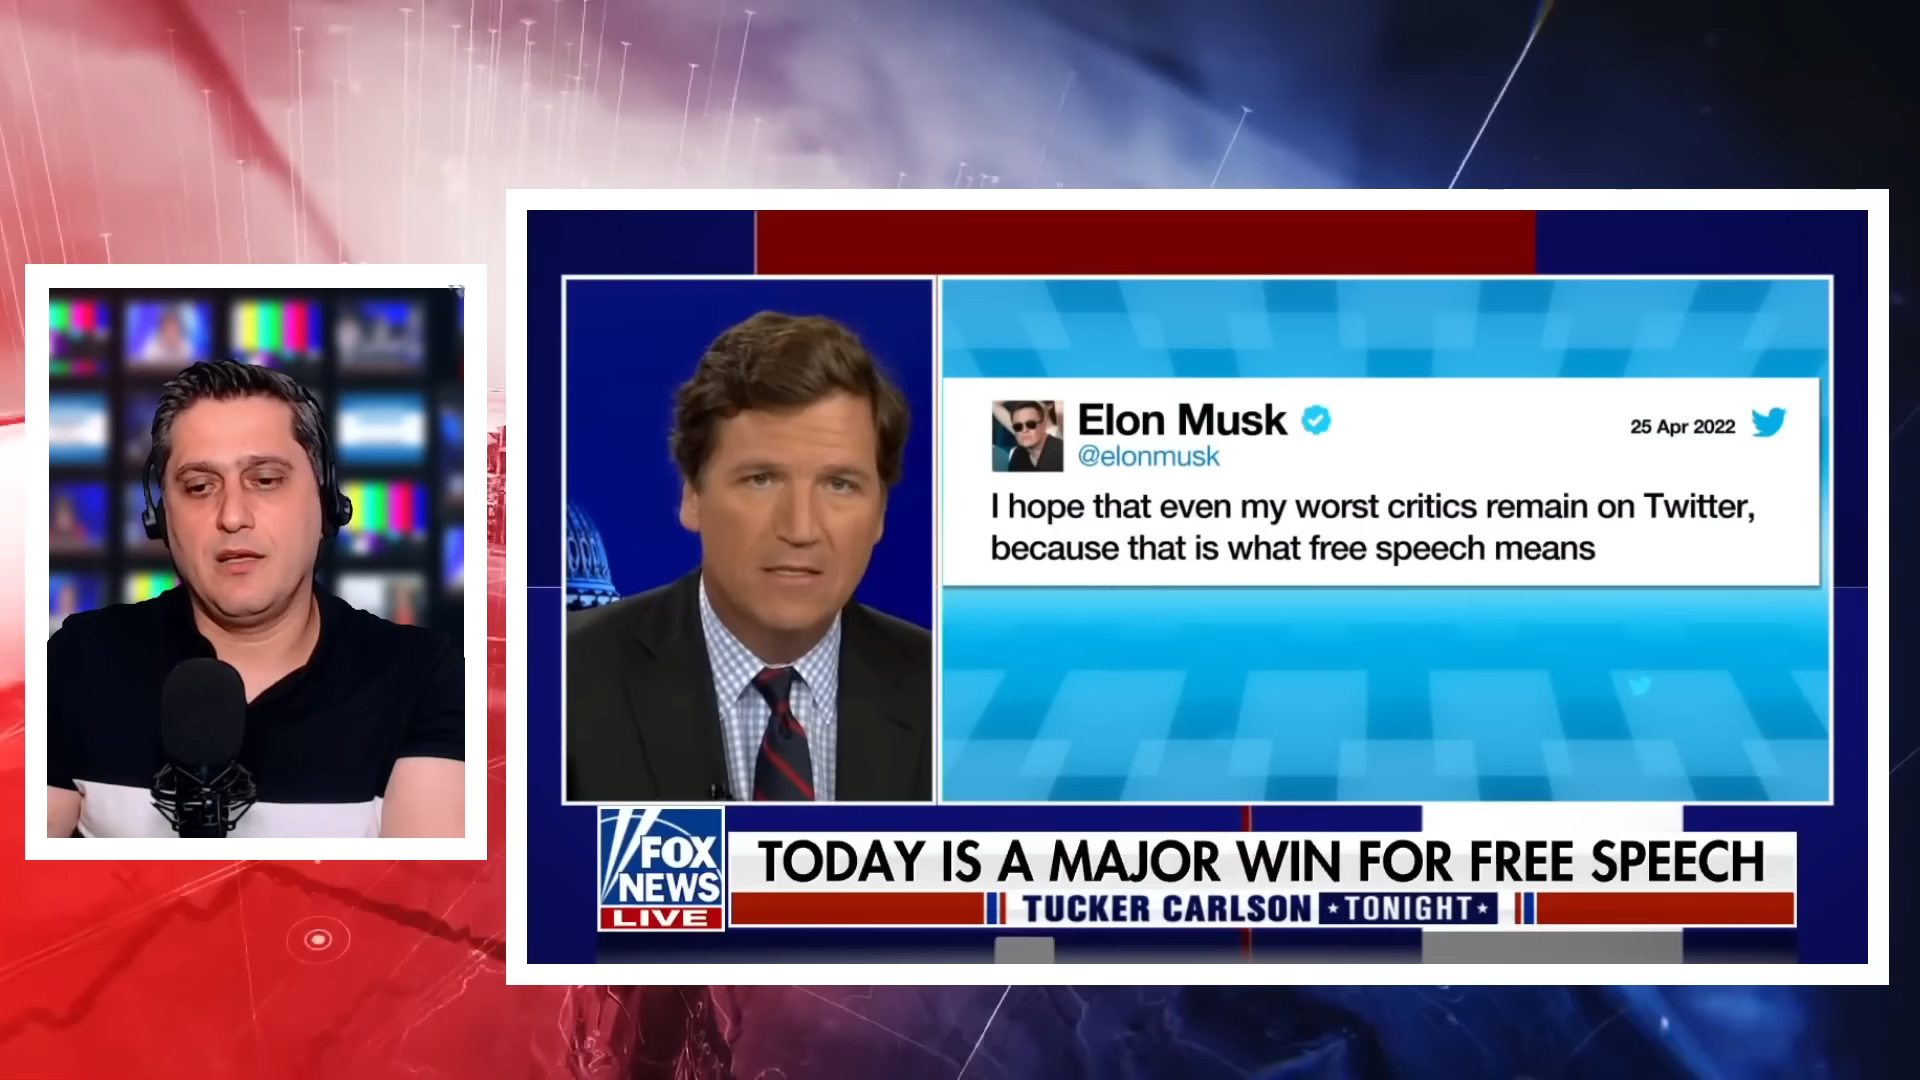 Elon Musk
25 Apr 2022
@elonmusk
I hope that even my worst critics remain on Twitter,
because that is what free speech means
FOX
NEWS
LIVE
TODAY IS A MAJOR WIN FOR FREE SPEECH
TUCKER CARLSON TONIGHT